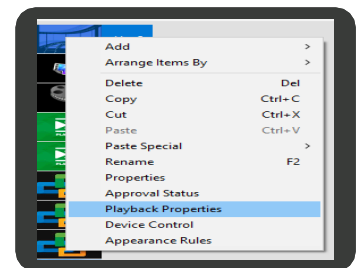 Add >
Arrange Items By >
Delete Del
Copy Ctrl+C
Cut Ctrl+X
Paste Ctrl+V
Paste Special >
Rename F2
Properties
Approval Status
Playback Properties
Device Control
Appearance Rules